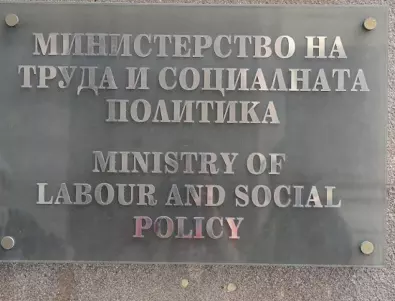 МИНИСТЕРСТВО НА
ТРУДА И СОЦИАЛНАТА
ПОЛИТИКА
MINISTRY OF
LABOUR AND SOCIAL
POLICY